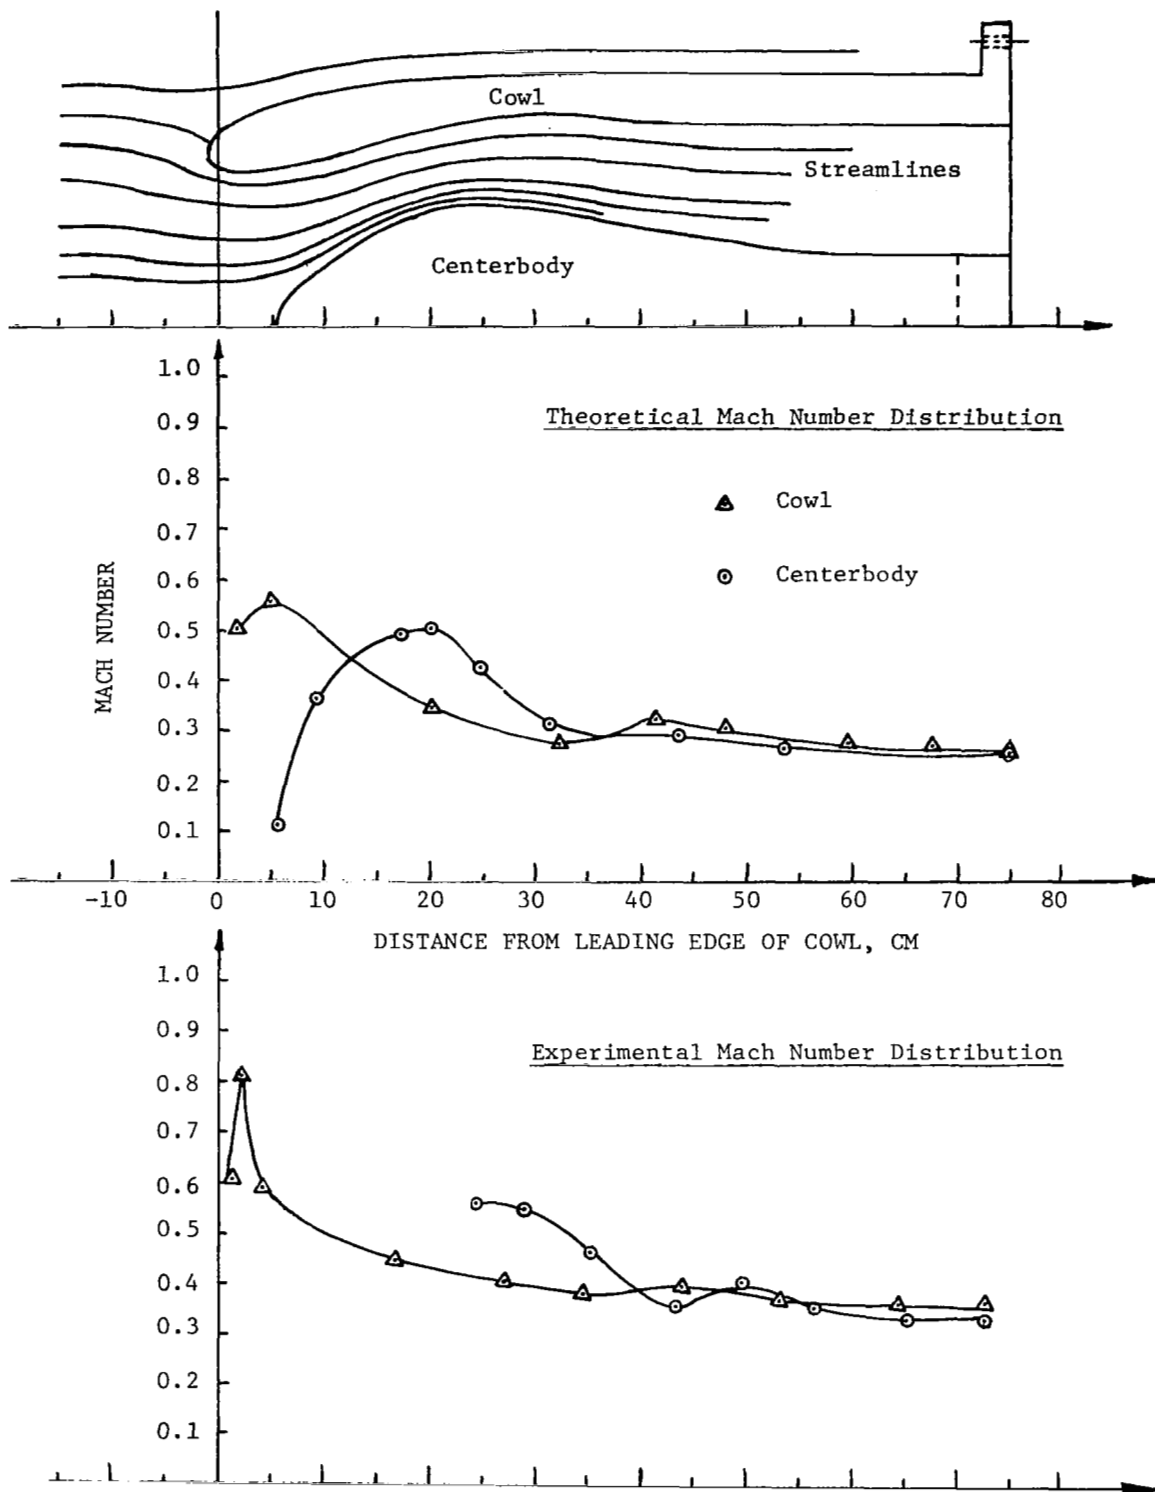 Cowl
Streamlines
Centerbody
1.0
0.9
Theoretical Mach Number Distribution
0.8
Cowl
0.7
0.6
Centerbody
MACH NUMBER
0.5
0.4
0.3
0.2
0.1
-10 0 10 20 30 40 50 60 70 80
DISTANCE FROM LEADING EDGE OF COWL, CM
1.0
0.9
Experimental Mach Number Distribution
0.8
0.7
0.6
0.5
0.4
0.3
0.2
0.1